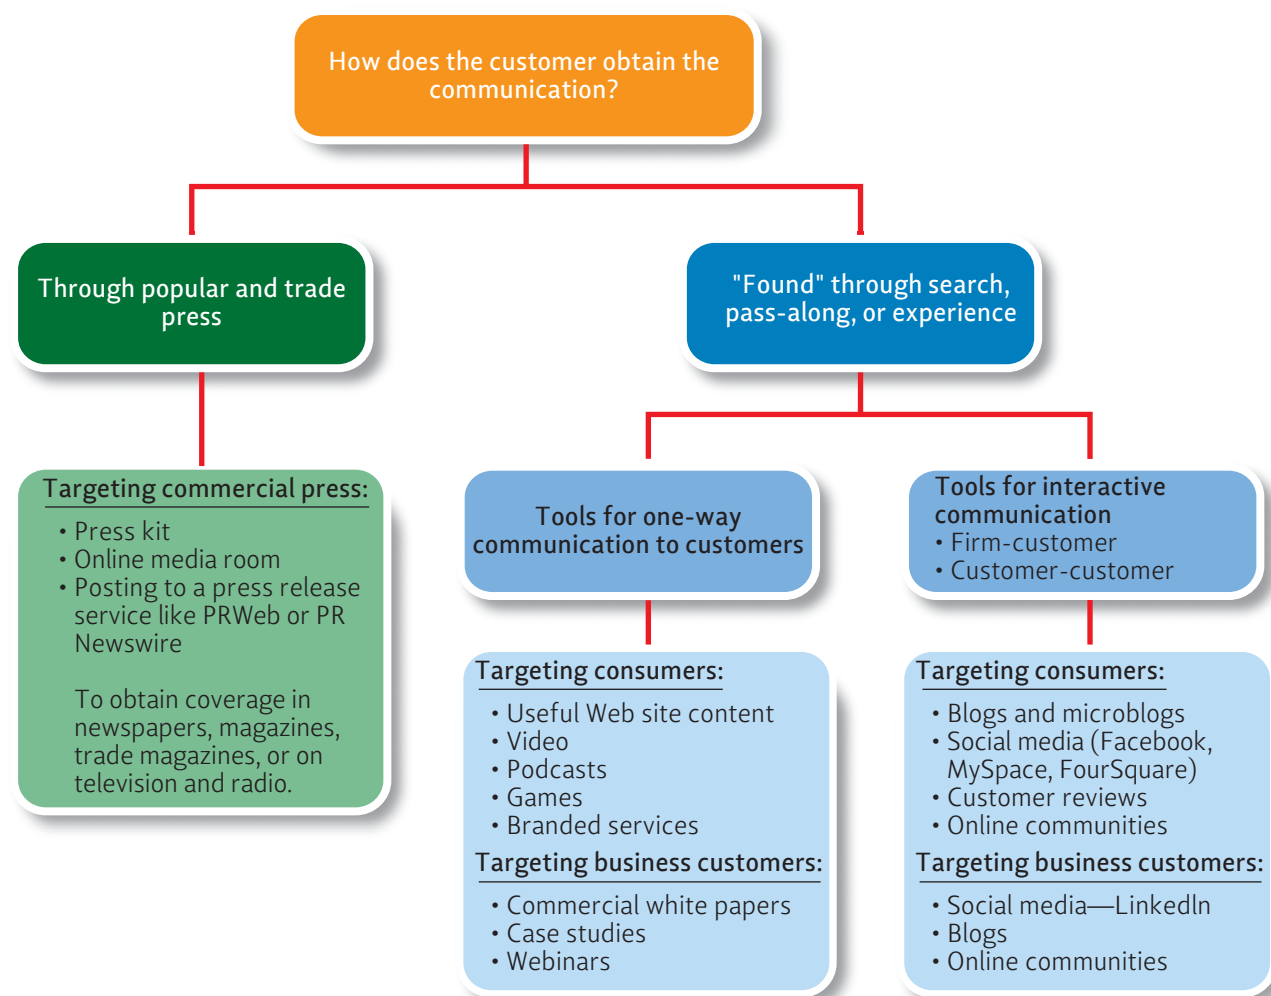 How does the customer obtain the
communication?
Through popular and trade
press
"Found" through search,
pass-along, or experience
Targeting commercial press:
• Press kit
• Online media room
• Posting to a press release
service like PRWeb or PR
Newswire
To obtain coverage in
newspapers, magazines,
trade magazines, or on
television and radio.
Tools for one-way
communication to customers
Targeting consumers:
• Useful Web site content
• Video
• Podcasts
• Games
• Branded services
Targeting business customers:
• Commercial white papers
• Case studies
• Webinars
Tools for interactive
communication
• Firm-customer
• Customer-customer
Targeting consumers:
• Blogs and microblogs
• Social media (Facebook,
MySpace, FourSquare)
• Customer reviews
• Online communities
Targeting business customers:
• Social media—LinkedIn
• Blogs
• Online communities